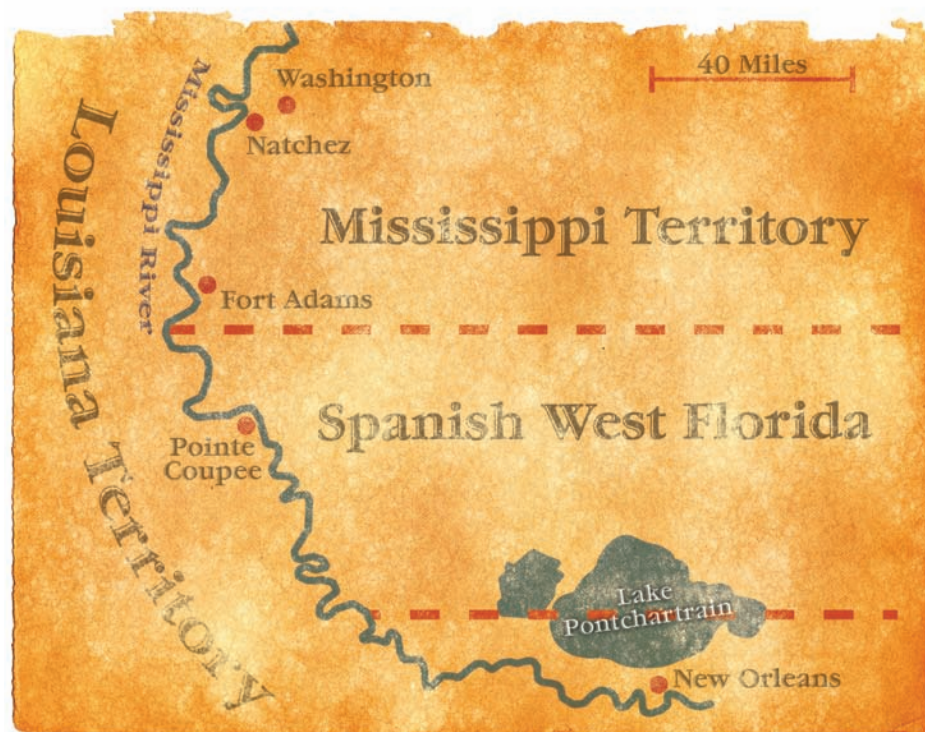 40 Miles
Washington
Natchez
Mississippi River
Louisiana Territory
Mississippi Territory
Fort Adams
Spanish West Florida
Pointe
Coupee
Lake
Pontchartrain
New Orleans